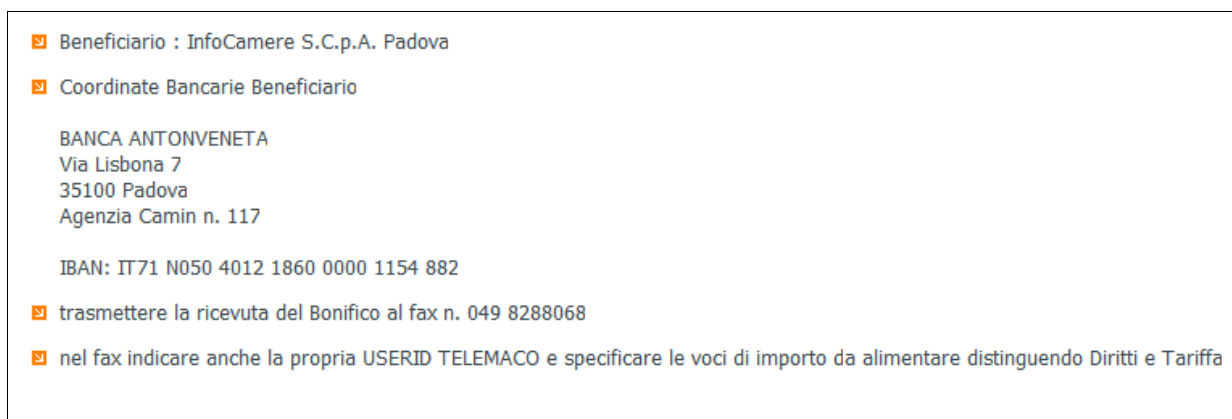 Beneficiario : InfoCamere S.C.p.A. Padova
Coordinate Bancarie Beneficiario
BANCA ANTONVENETA
Via Lisbona 7
35100 Padova
Agenzia Camin n. 117
IBAN: IT71 N050 4012 1860 0000 1154 882
trasmettere la ricevuta del Bonifico al fax n. 049 8288068
nel fax indicare anche la propria USERID TELEMACO e specificare le voci di importo da alimentare distinguendo Diritti e Tariffa